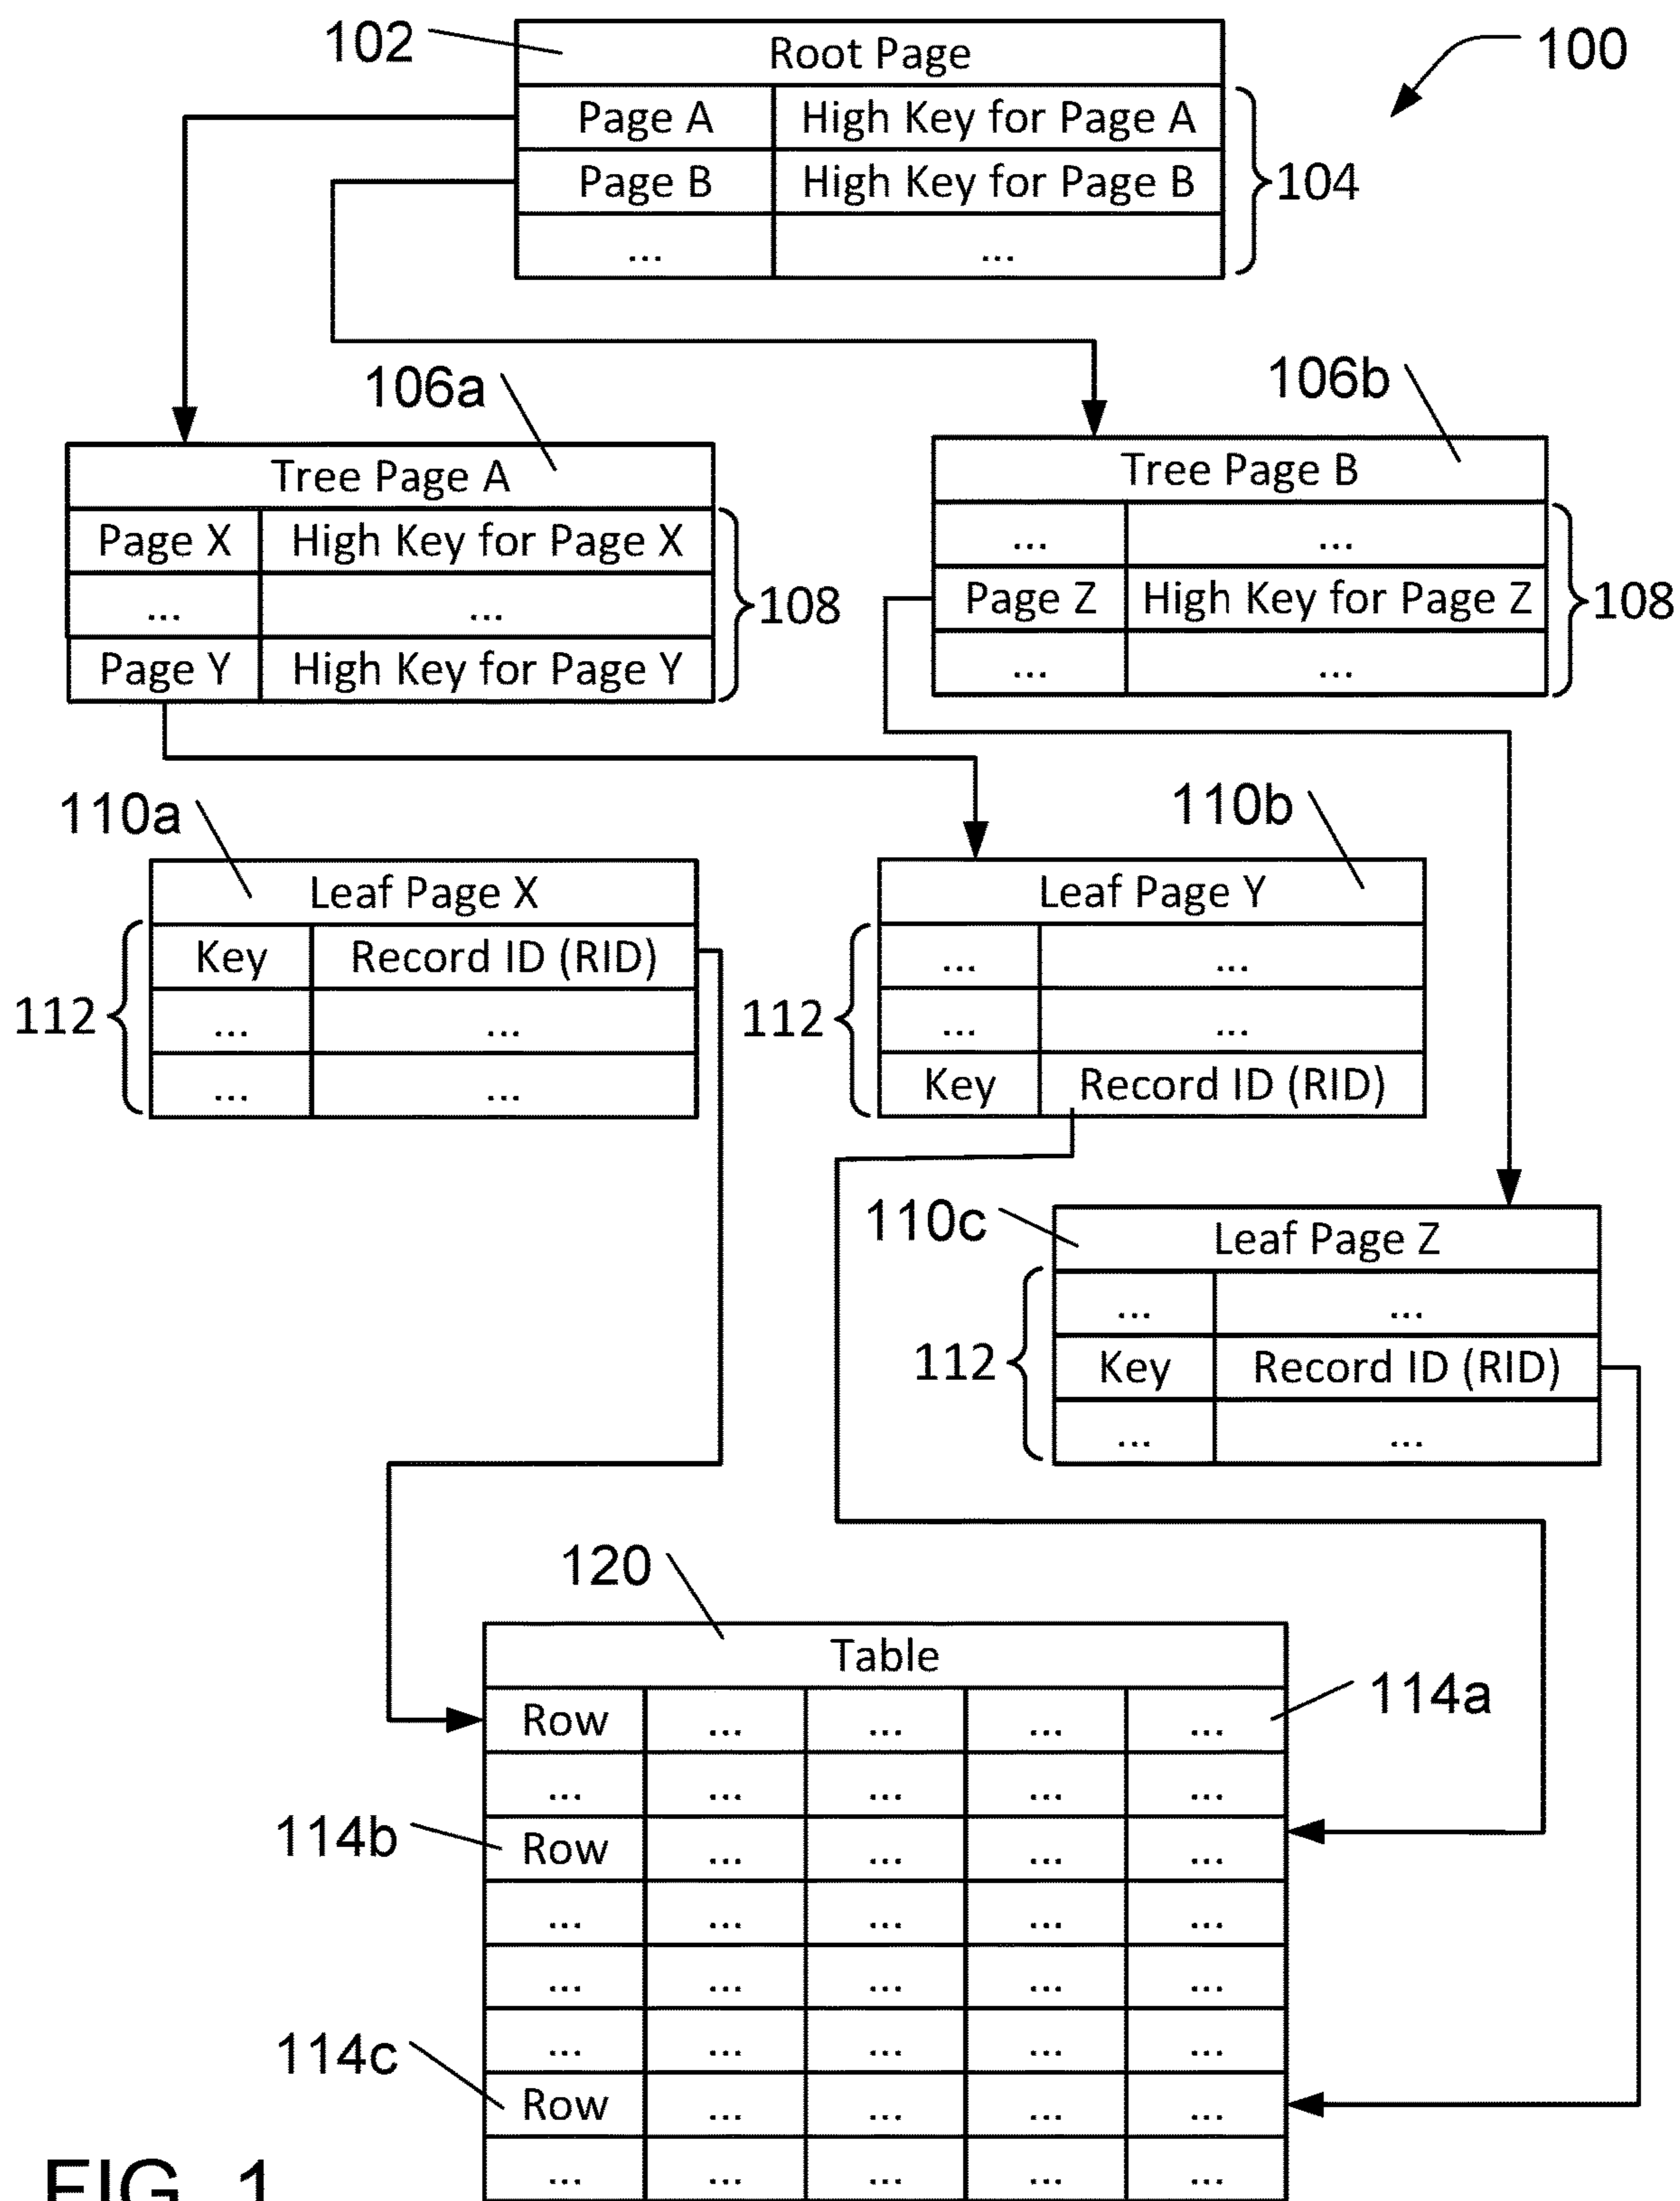 102
Root Page
100
Page A High Key for Page A
Page B High Key for Page B
104
... ...
106a
106b
Tree Page A
Page X High Key for Page X
... ...
108
Page Y High Key for Page Y
Tree Page B
... ...
Page Z High Key for Page Z
108
... ...
110a
110b
Leaf Page X
Key Record ID (RID)
112
... ...
... ...
Leaf Page Y
... ...
112
... ...
Key Record ID (RID)
110c
Leaf Page Z
... ...
112
Key Record ID (RID)
... ...
120
Table
Row ... ... ... ...
114a
... ... ... ... ...
114b
Row ... ... ... ...
... ... ... ... ...
... ... ... ... ...
... ... ... ... ...
114c
Row ... ... ... ...
... ... ... ... ...
FIG. 1